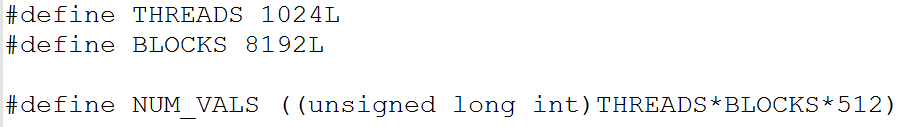 #define THREADS 1024L
#define BLOCKS 8192L
#define NUM_VALS ((unsigned long int)THREADS*BLOCKS*512)